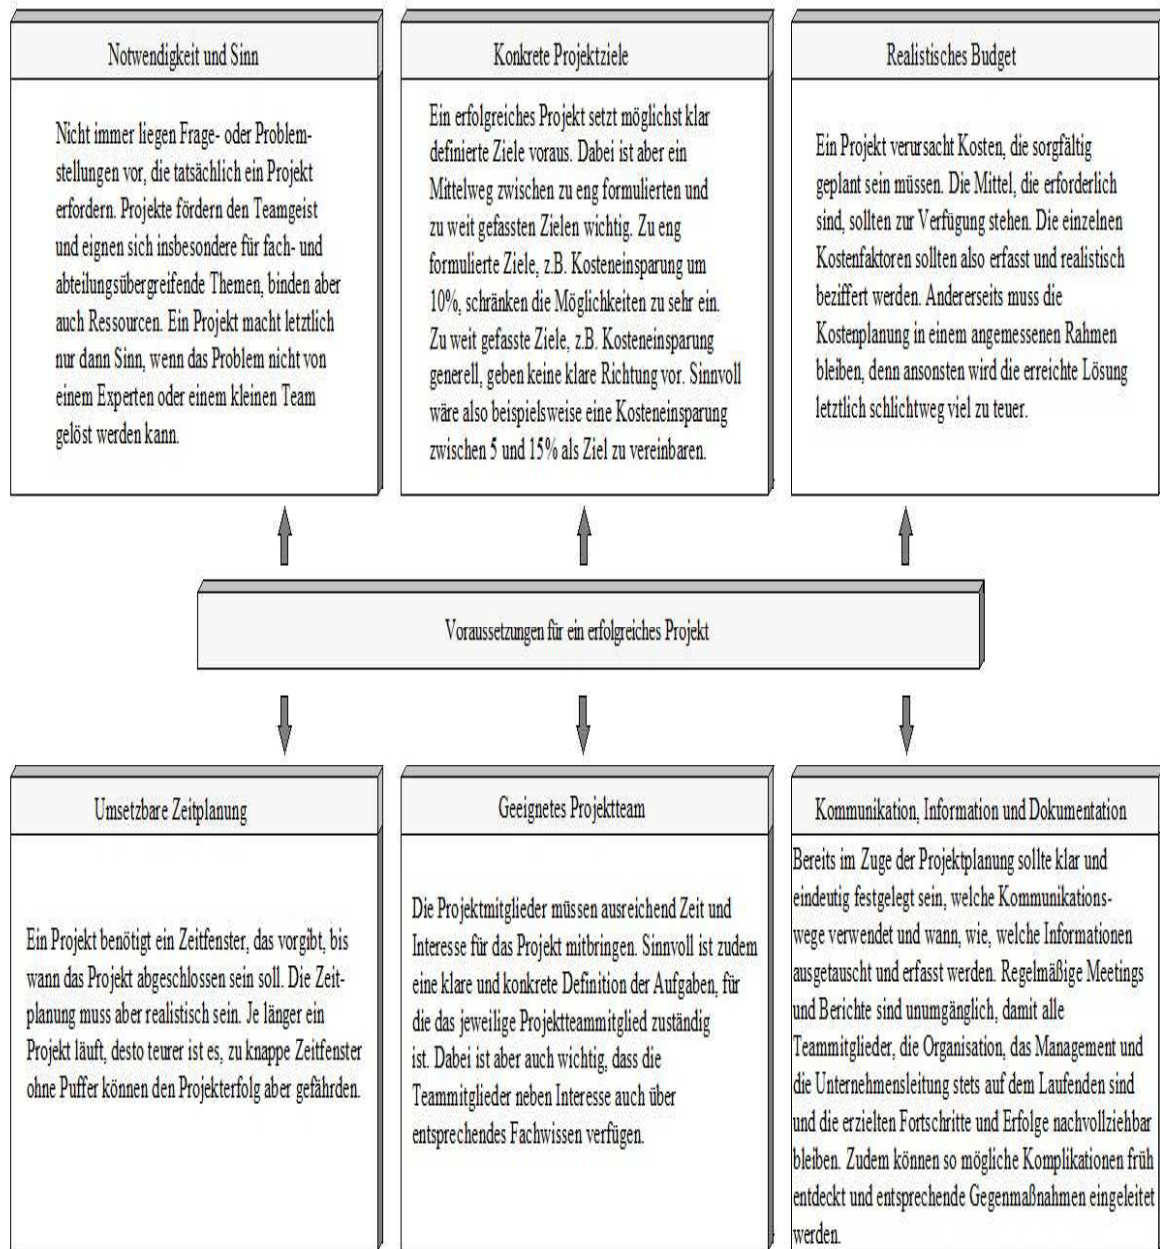 Notwendigkeit und Sinn
Nicht immer liegen Frage- oder Problem-
stellungen vor, die tatsächlich ein Projekt
erfordern. Projekte fördern den Teamgeist
und eignen sich insbesondere für fach- und
abteilungsübergreifende Themen, binden aber
auch Ressourcen. Ein Projekt macht letztlich
nur dann Sinn, wenn das Problem nicht von
einem Experten oder einem kleinen Team
gelöst werden kann.
Konkrete Projektziele
Ein erfolgreiches Projekt setzt möglichst klar
definierte Ziele voraus. Dabei ist aber ein
Mittelweg zwischen zu eng formulierten und
zu weit gefassten Zielen wichtig. Zu eng
formulierte Ziele, z.B. Kosteneinsparung um
10%, schränken die Möglichkeiten zu sehr ein.
Zu weit gefasste Ziele, z.B. Kosteneinsparung
generell, geben keine klare Richtung vor. Sinnvoll
wäre also beispielsweise eine Kosteneinsparung
zwischen 5 und 15% als Ziel zu vereinbaren.
Realistisches Budget
Ein Projekt verursacht Kosten, die sorgfältig
geplant sein müssen. Die Mittel, die erforderlich
sind, sollten zur Verfügung stehen. Die einzelnen
Kostenfaktoren sollten also erfasst und realistisch
beziffert werden. Andererseits muss die
Kostenplanung in einem angemessenen Rahmen
bleiben, denn ansonsten wird die erreichte Lösung
letztlich schlichtweg viel zu teuer.
Voraussetzungen für ein erfolgreiches Projekt
Umsetzbare Zeitplanung
Ein Projekt benötigt ein Zeitfenster, das vorgibt, bis
wann das Projekt abgeschlossen sein soll. Die Zeit-
planung muss aber realistisch sein. Je länger ein
Projekt läuft, desto teurer ist es, zu knappe Zeitfenster
ohne Puffer können den Projekterfolg aber gefährden.
Geeignetes Projektteam
Die Projektmitglieder müssen ausreichend Zeit und
Interesse für das Projekt mitbringen. Sinnvoll ist zudem
eine klare und konkrete Definition der Aufgaben, für
die das jeweilige Projektteammitglied zuständig
ist. Dabei ist aber auch wichtig, dass die
Teammitglieder neben Interesse auch über
entsprechendes Fachwissen verfügen.
Kommunikation, Information und Dokumentation
Bereits im Zuge der Projektplanung sollte klar und
eindeutig festgelegt sein, welche Kommunikations-
wege verwendet und wann, wie, welche Informationen
ausgetauscht und erfasst werden. Regelmäßige Meetings
und Berichte sind unumgänglich, damit alle
Teammitglieder, die Organisation, das Management und
die Unternehmensleitung stets auf dem Laufenden sind
und die erzielten Fortschritte und Erfolge nachvollziehbar
bleiben. Zudem können so mögliche Komplikationen früh
entdeckt und entsprechende Gegenmaßnahmen eingeleitet
werden.